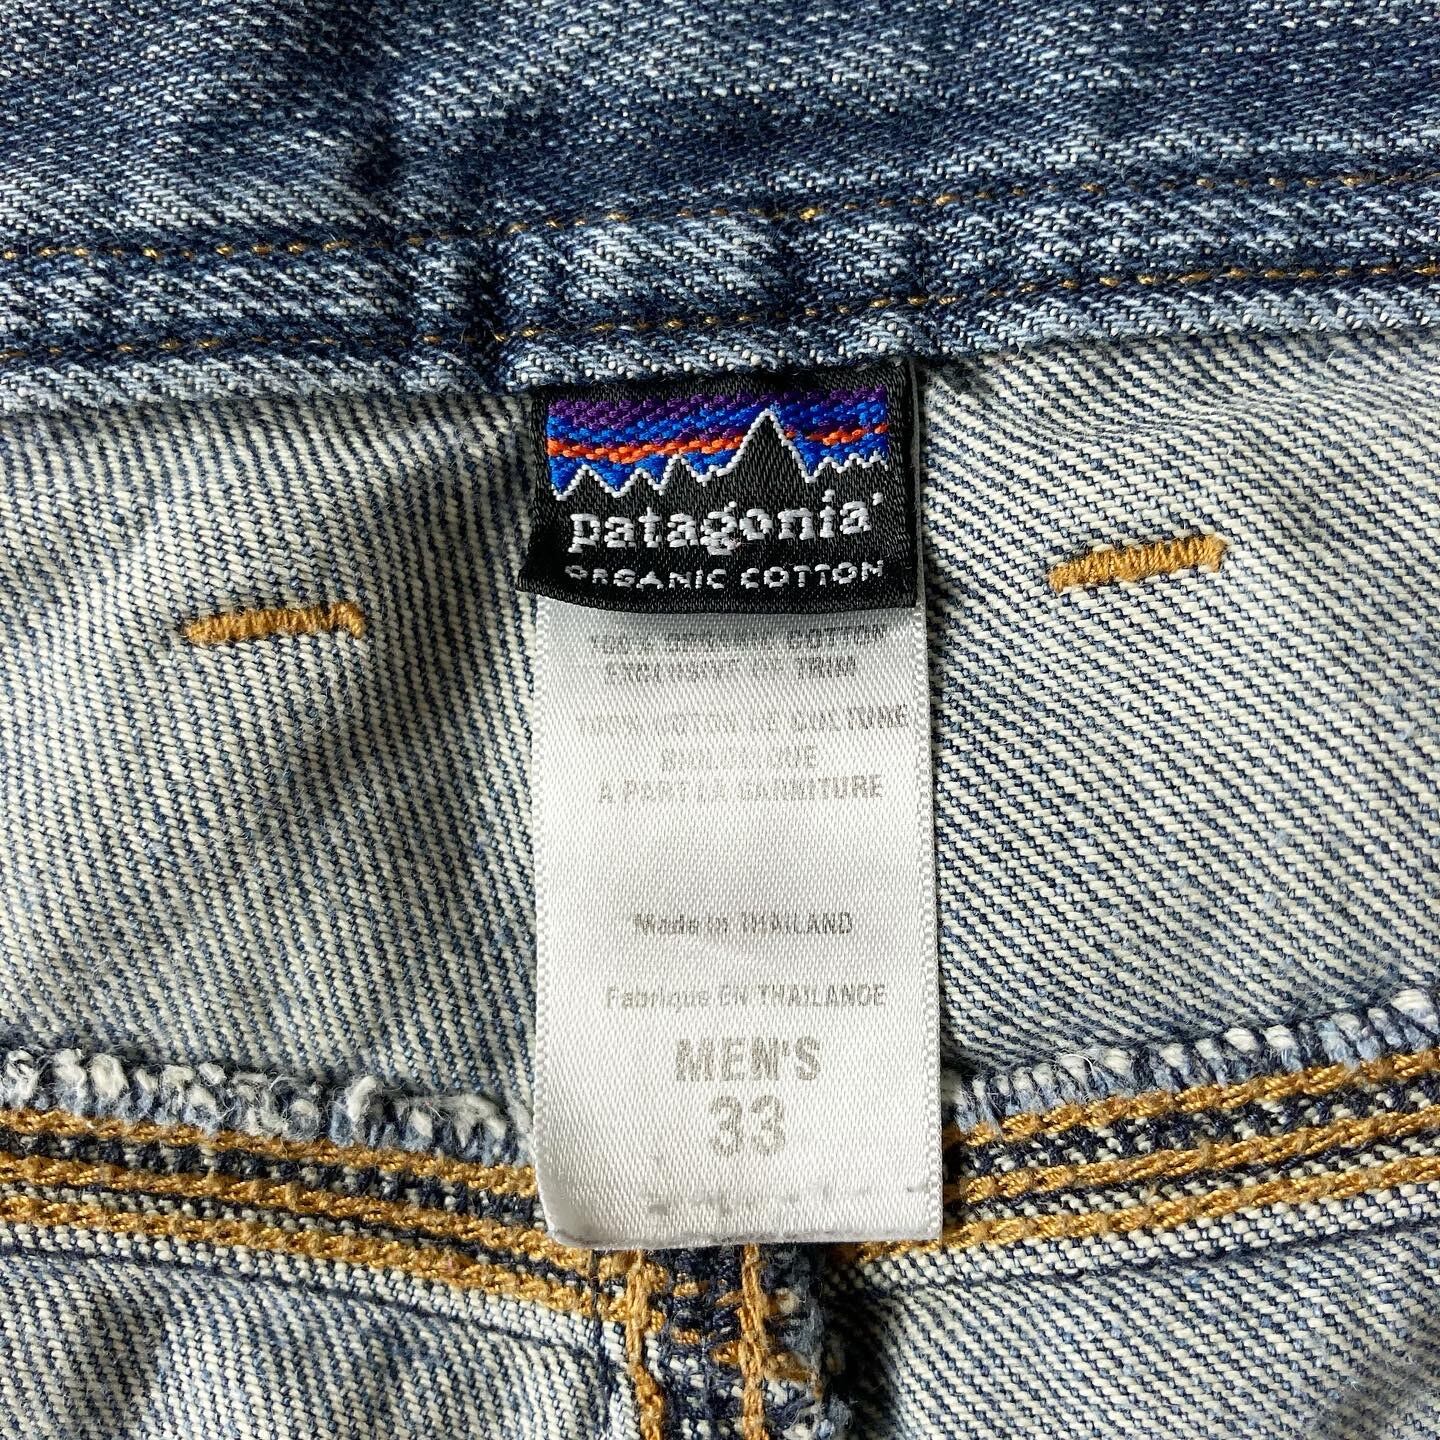 patagonia
ORGANIC COTTON
100% ORGANIC COTTON
EXCLUSIVE OF TRIM
100% COTON DE CULTURE
BIOLOGIQUE
A PART LA GARNITURE
Made in THAILAND
Fabrique EN THAILANDE
MEN'S
33